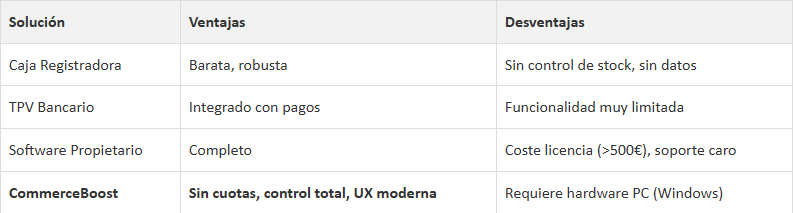 Solución Ventajas Desventajas
Caja Registradora Barata, robusta Sin control de stock, sin datos
TPV Bancario Integrado con pagos Funcionalidad muy limitada
Software Propietario Completo Coste licencia (>500€), soporte caro
CommerceBoost Sin cuotas, control total, UX moderna Requiere hardware PC (Windows)